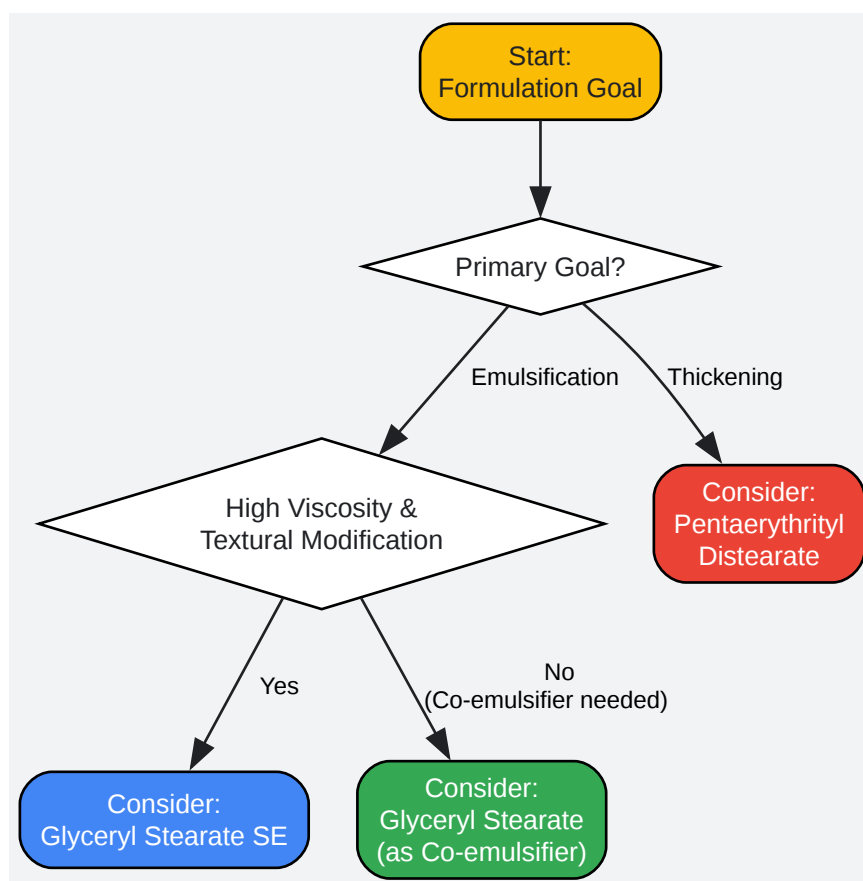 Start:
Formulation Goal
Primary Goal?
Emulsification
Thickening
High Viscosity &
Textural Modification
Consider:
Pentaerythrityl
Distearate
Yes
No
(Co-emulsifier needed)
Consider:
Glyceryl Stearate SE
Consider:
Glyceryl Stearate
(as Co-emulsifier)